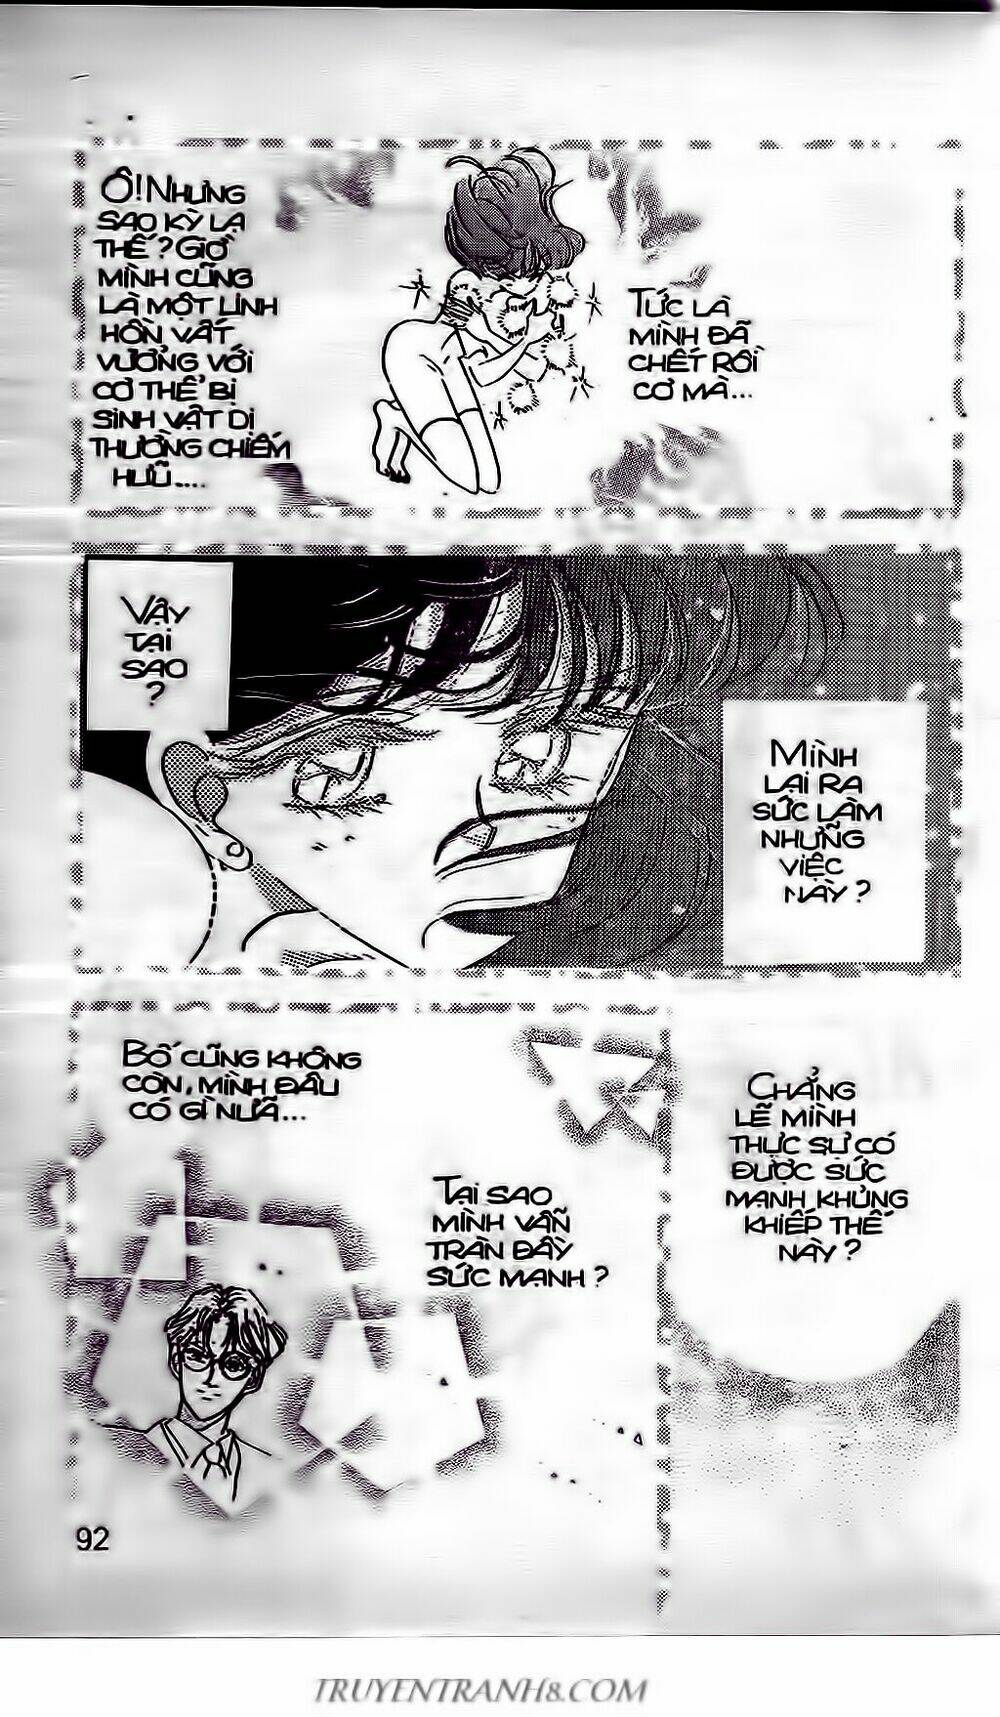 Ô! NHƯNG
SAO KỲ LẠ
THẾ? GIỜ
MÌNH CŨNG
LÀ MỘT LINH
HỒN VẤT
VƯỞNG VỚI
CƠ THỂ BỊ
SINH VẬT DỊ
THƯỜNG CHIẾM
HỮU....
TỨC LÀ
MÌNH ĐÃ
CHẾT RỒI
CƠ MÀ...
VẬY
TẠI
SAO
?
MÌNH
LẠI RA
SỨC LÀM
NHỮNG
VIỆC
NÀY?
BỐ CŨNG KHÔNG
CÒN, MÌNH ĐÂU
CÓ GÌ NỮA...
TẠI SAO
MÌNH VẪN
TRÀN ĐẦY
SỨC MẠNH?
CHẲNG
LẼ MÌNH
THỰC SỰ CÓ
ĐƯỢC SỨC
MẠNH KHỦNG
KHIẾP THẾ
NÀY?
92
TRUYENTRANH8.COM